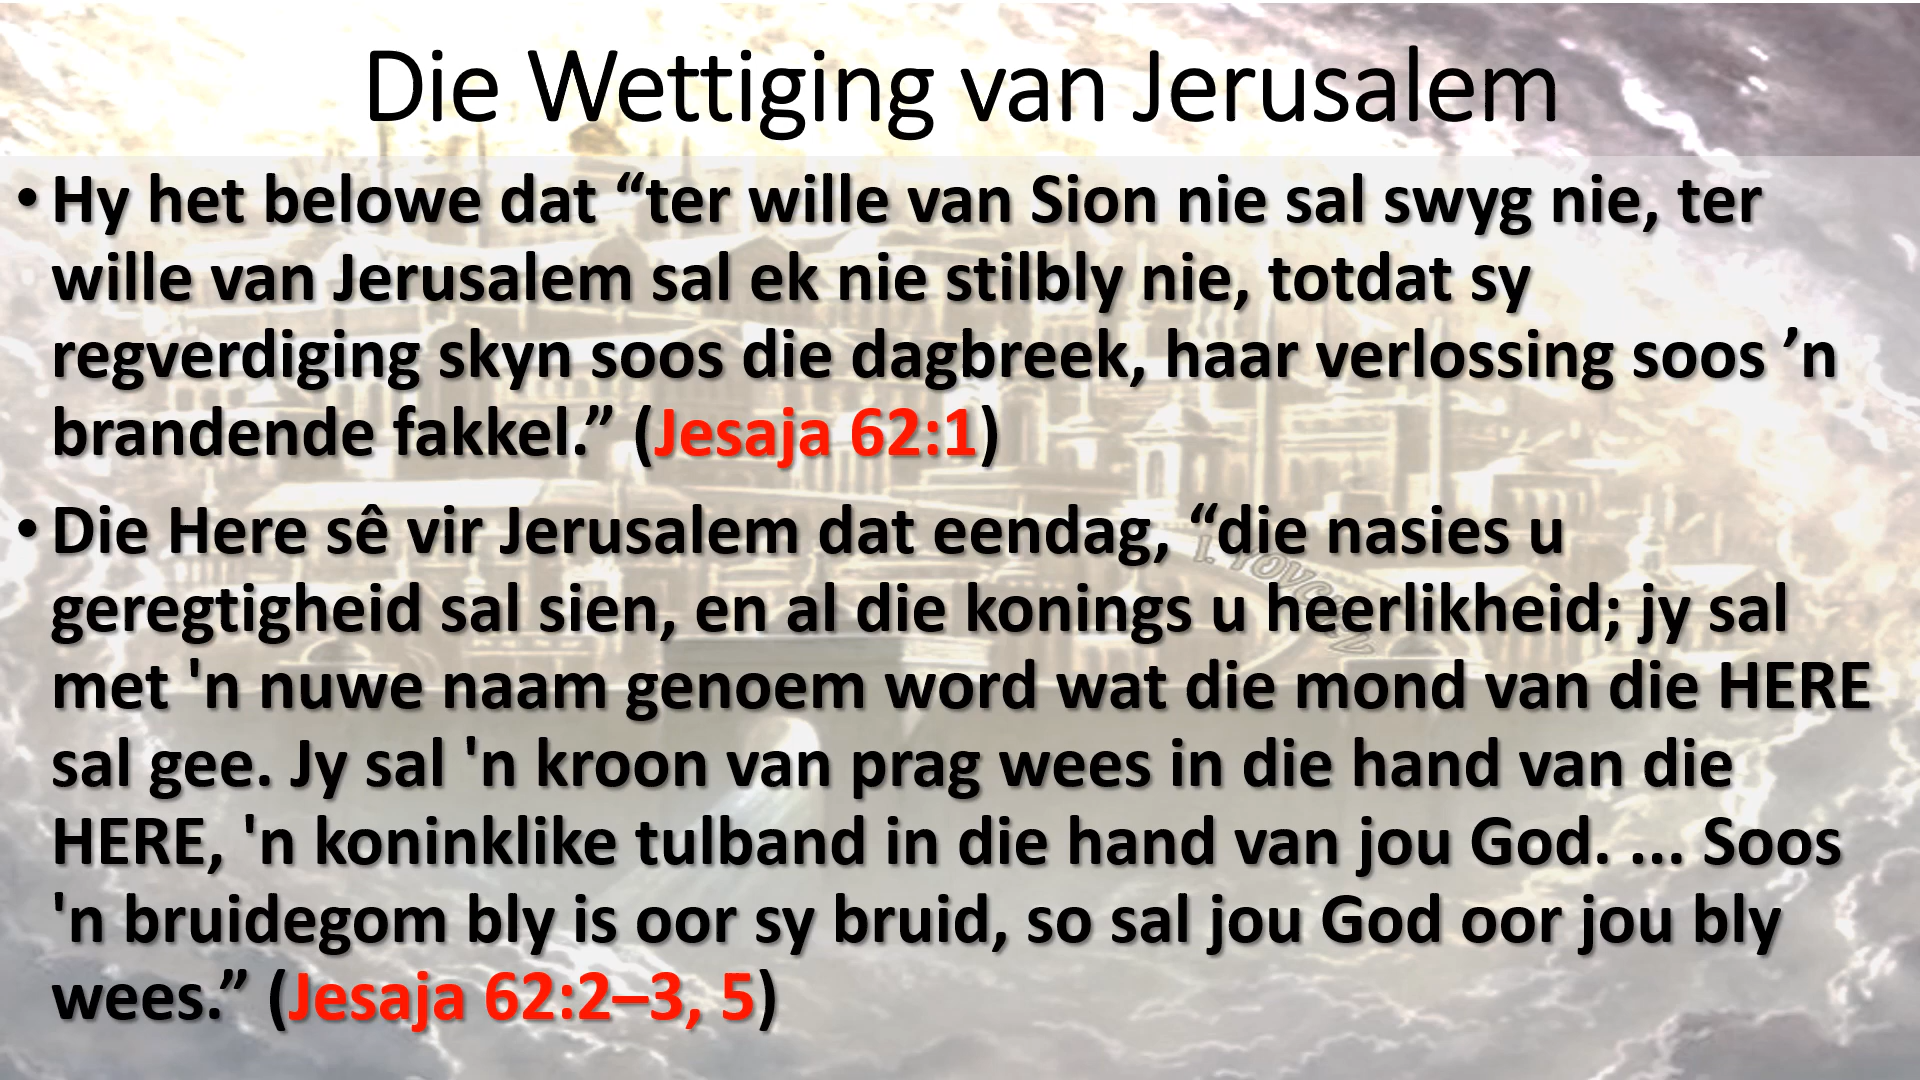 Die Wettiging van Jerusalem
• Hy het belowe dat “ter wille van Sion nie sal swyg nie, ter
wille van Jerusalem sal ek nie stilbly nie, totdat sy
regverdiging skyn soos die dagbreek, haar verlossing soos ’n
brandende fakkel.” (Jesaja 62:1)
• Die Here sê vir Jerusalem dat eendag, “die nasies u
geregtigheid sal sien, en al die konings u heerlikheid; jy sal
met 'n nuwe naam genoem word wat die mond van die HERE
sal gee. Jy sal 'n kroon van prag wees in die hand van die
HERE, 'n koninklike tulband in die hand van jou God. ... Soos
'n bruidegom bly is oor sy bruid, so sal jou God oor jou bly
wees.” (Jesaja 62:2–3, 5)